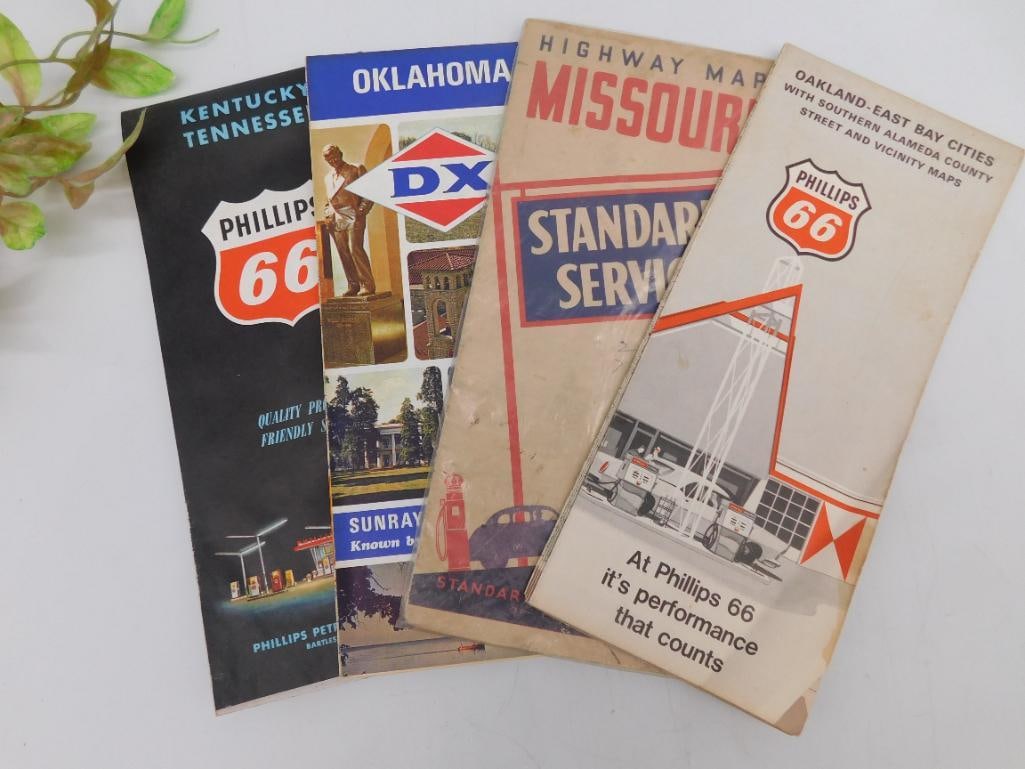 KENTUCKY
TENNESSE
PHILLIPS
66
QUALITY PR
FRIENDLY S
PHILLIPS PET
BARTLES
OKLAHOMA
DX
SUNRAY
Known b
HIGHWAY MAP
MISSOUR
STANDAR
SERVIC
STANDAR
OAKLAND-EAST BAY CITIES
WITH SOUTHERN ALAMEDA COUNTY
STREET AND VICINITY MAPS
PHILLIPS
66
At Phillips 66
it's performance
that counts